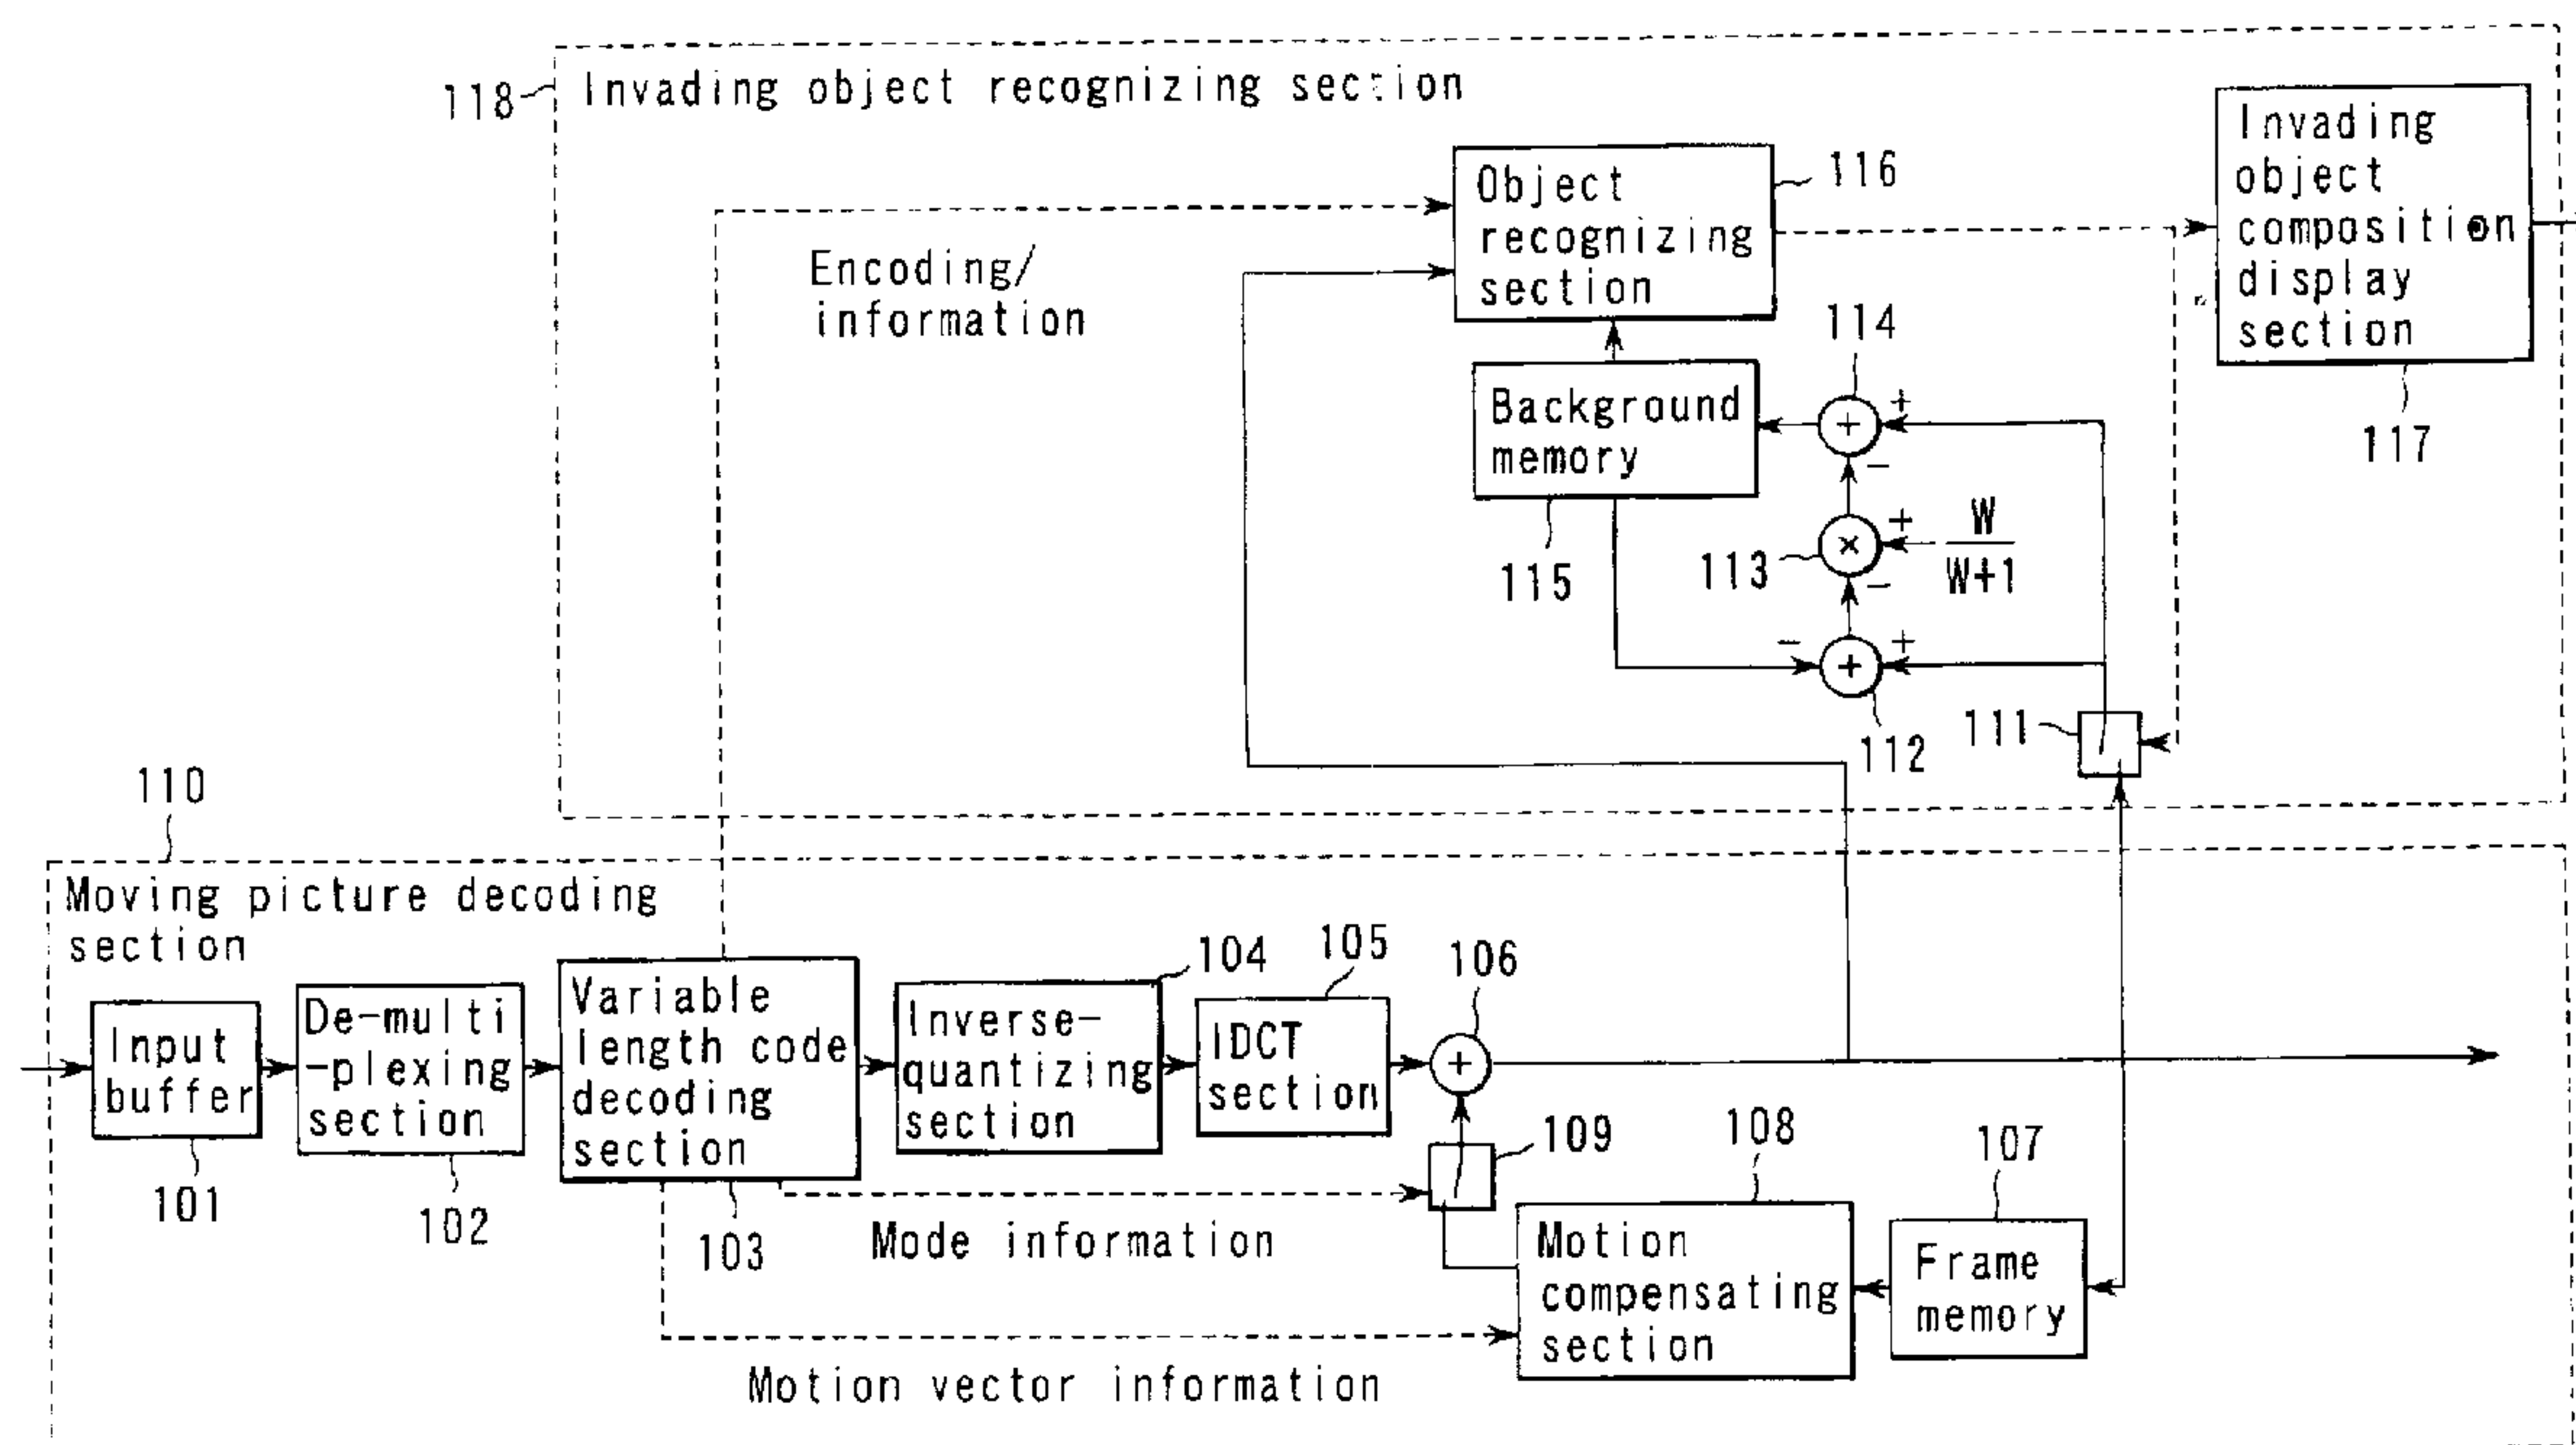 118
Invading object recognizing section
Invading
object
composition
display
section
117
Object
recognizing
section
116
Encoding/
information
114
+
+
−
Background
memory
115
113
×
+
−
W
W+1
−
+
+
112
111
110
Moving picture decoding
section
Input
buffer
101
De-multi
-plexing
section
102
Variable
length code
decoding
section
103
Inverse-
quantizing
section
104
IDCT
section
105
106
+
109
Mode information
108
Motion
compensating
section
107
Frame
memory
Motion vector information